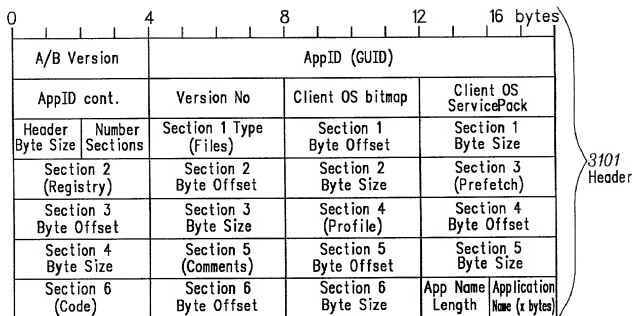 0 4 8 12 16 bytes
A/B Version AppID (GUID)
AppID cont. Version No Client OS bitmap Client OS
ServicePack
Header Number Section 1 Type Section 1 Section 1
Byte Size Sections (Files) Byte Offset Byte Size
Section 2 Section 2 Section 2 Section 3
(Registry) Byte Offset Byte Size (Prefetch)
Section 3 Section 3 Section 4 Section 4
Byte Offset Byte Size (Profile) Byte Offset
Section 4 Section 5 Section 5 Section 5
Byte Size (Comments) Byte Offset Byte Size
Section 6 Section 6 Section 6 App Name Application
(Code) Byte Offset Byte Size Length Name (x bytes)
3101
Header